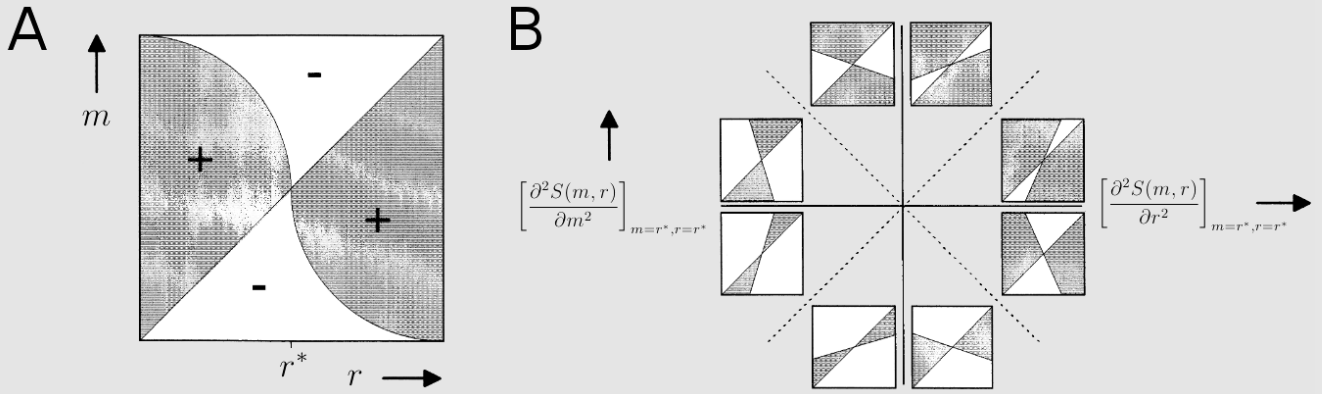 A
B
m
-
+
+
-
r*
r
[∂²S(m, r) / ∂m²] m=r*,r=r*
[∂²S(m, r) / ∂r²] m=r*,r=r*